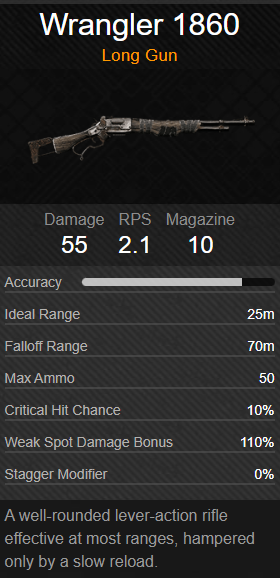 Wrangler 1860
Long Gun
Damage RPS Magazine
55 2.1 10
Accuracy
Ideal Range 25m
Falloff Range 70m
Max Ammo 50
Critical Hit Chance 10%
Weak Spot Damage Bonus 110%
Stagger Modifier 0%
A well-rounded lever-action rifle
effective at most ranges, hampered
only by a slow reload.